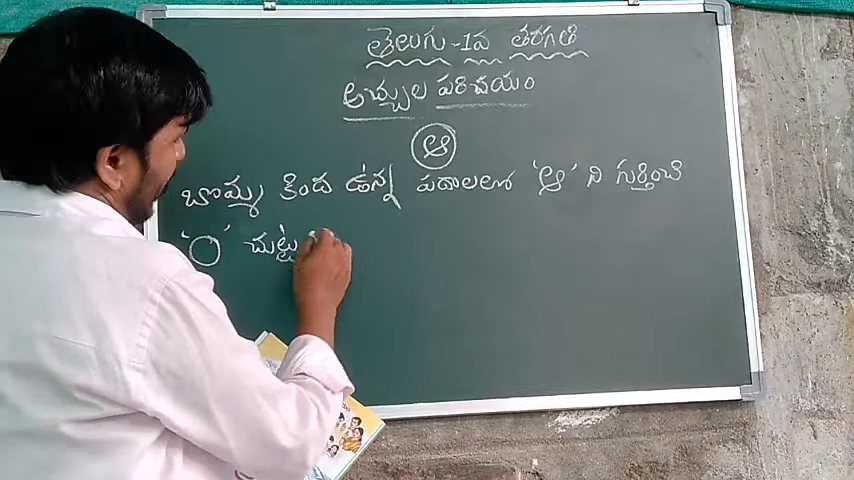 తెలుగు -1వ తరగతి
అచ్చుల పరిచయం
ఆ
బొమ్మ కింద ఉన్న పదాలలో 'ఆ' ని గుర్తించి
'O' చుట్టు